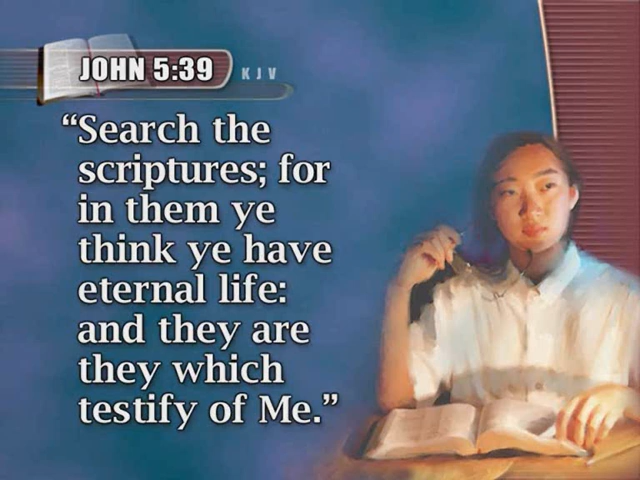 JOHN 5:39 KJV
“Search the
scriptures; for
in them ye
think ye have
eternal life:
and they are
they which
testify of Me.”